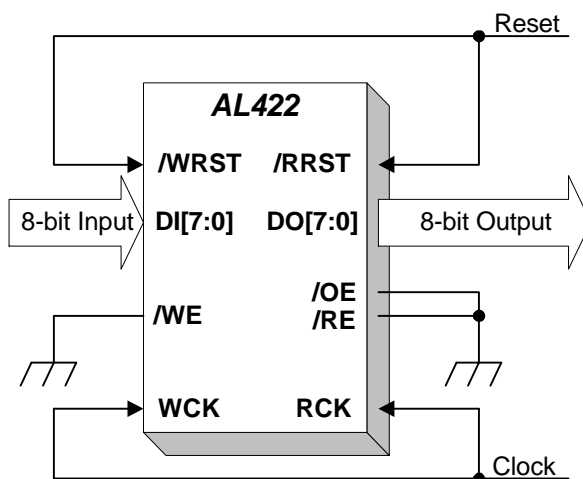 Reset
AL422
/WRST /RRST
8-bit Input DI[7:0] DO[7:0] 8-bit Output
/OE
/WE /RE
WCK RCK
Clock